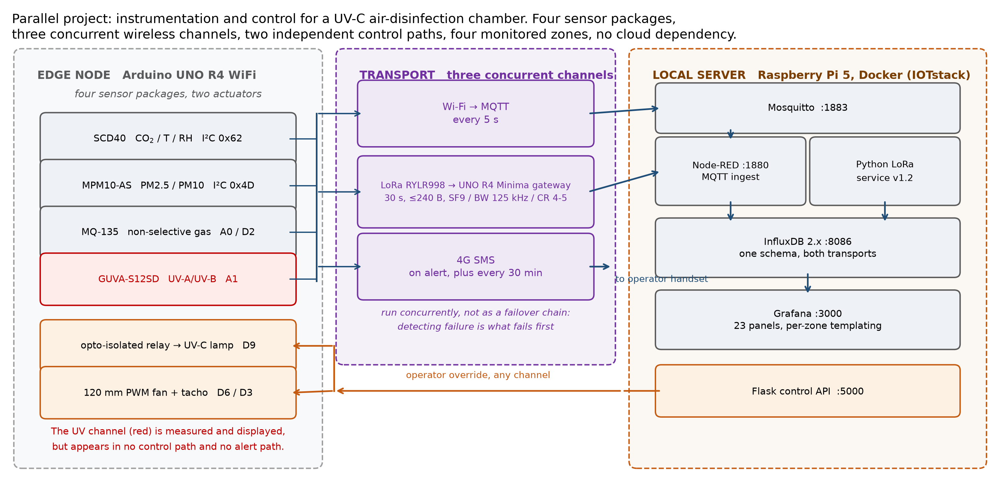 Parallel project: instrumentation and control for a UV-C air-disinfection chamber. Four sensor packages,
three concurrent wireless channels, two independent control paths, four monitored zones, no cloud dependency.
EDGE NODE   Arduino UNO R4 WiFi
four sensor packages, two actuators
SCD40   CO₂ / T / RH   I²C 0x62
MPM10-AS   PM2.5 / PM10   I²C 0x4D
MQ-135   non-selective gas   A0 / D2
GUVA-S12SD   UV-A/UV-B   A1
opto-isolated relay → UV-C lamp   D9
120 mm PWM fan + tacho   D6 / D3
The UV channel (red) is measured and displayed,
but appears in no control path and no alert path.
TRANSPORT   three concurrent channels
Wi-Fi → MQTT
every 5 s
LoRa RYLR998 → UNO R4 Minima gateway
30 s, ≤240 B, SF9 / BW 125 kHz / CR 4-5
4G SMS
on alert, plus every 30 min
to operator handset
run concurrently, not as a failover chain:
detecting failure is what fails first
operator override, any channel
LOCAL SERVER   Raspberry Pi 5, Docker (IOTstack)
Mosquitto  :1883
Node-RED :1880
MQTT ingest
Python LoRa
service v1.2
InfluxDB 2.x :8086
one schema, both transports
Grafana :3000
23 panels, per-zone templating
Flask control API  :5000